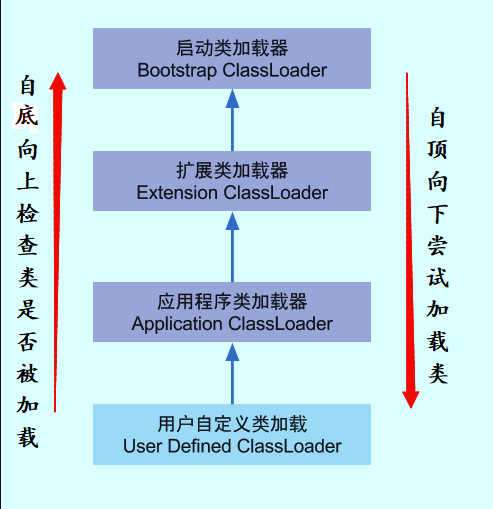 启动类加载器
Bootstrap ClassLoader
扩展类加载器
Extension ClassLoader
应用程序类加载器
Application ClassLoader
用户自定义类加载
User Defined ClassLoader
自底向上检查类是否被加载
自顶向下尝试加载类